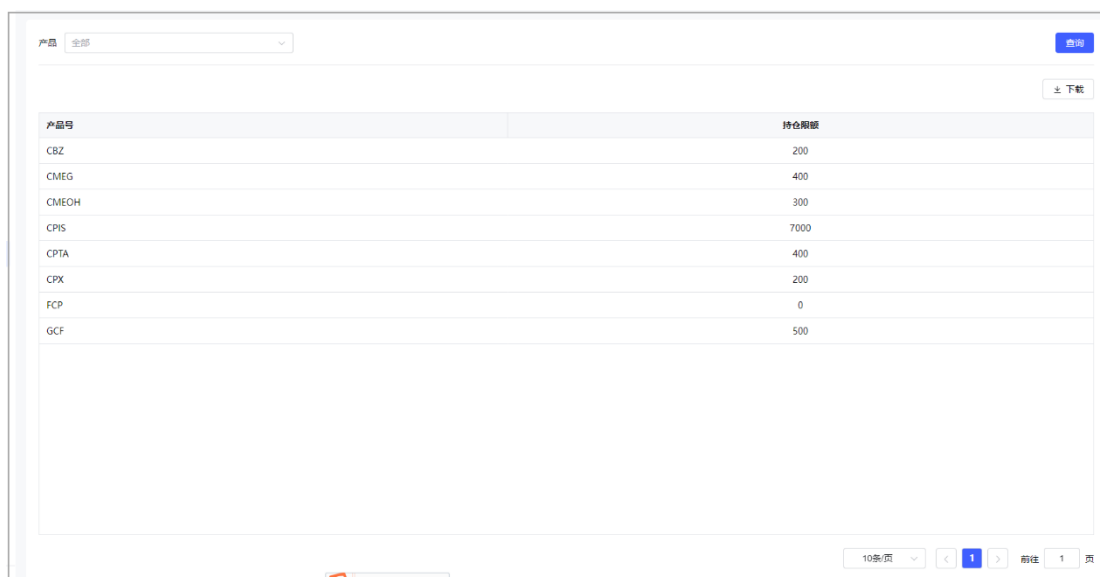 产品 全部 查询
下载
产品号 持仓限额
CBZ 200
CMEG 400
CMEOH 300
CPIS 7000
CPTA 400
CPX 200
FCP 0
GCF 500
10条/页 1 前往 1 页